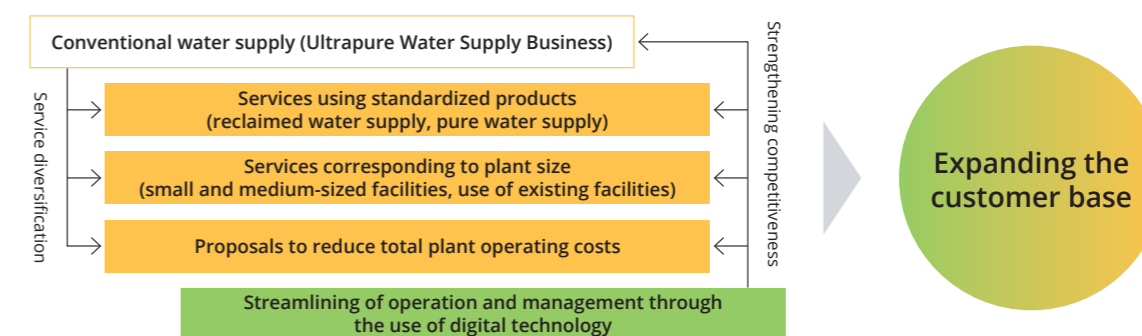 Conventional water supply (Ultrapure Water Supply Business)
Service diversification
Services using standardized products
(reclaimed water supply, pure water supply)
Services corresponding to plant size
(small and medium-sized facilities, use of existing facilities)
Proposals to reduce total plant operating costs
Streamlining of operation and management through
the use of digital technology
Strengthening competitiveness
Expanding the
customer base